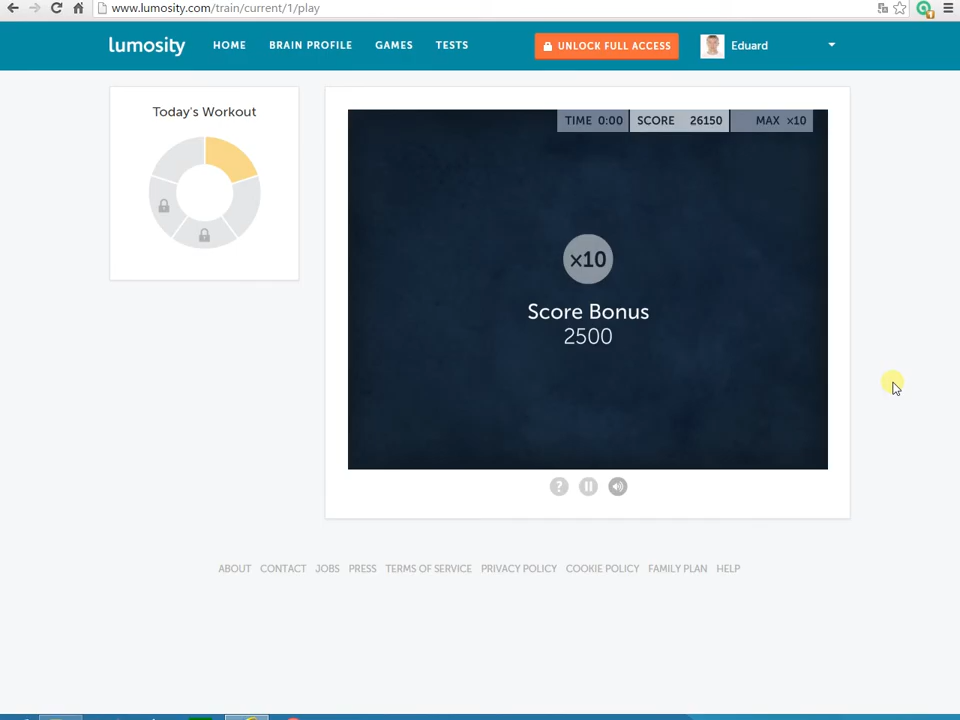 www.lumosity.com/train/current/1/play
lumosity HOME BRAIN PROFILE GAMES TESTS UNLOCK FULL ACCESS Eduard
Today's Workout
TIME 0:00 SCORE 26150 MAX x10
x10
Score Bonus
2500
?
ABOUT CONTACT JOBS PRESS TERMS OF SERVICE PRIVACY POLICY COOKIE POLICY FAMILY PLAN HELP